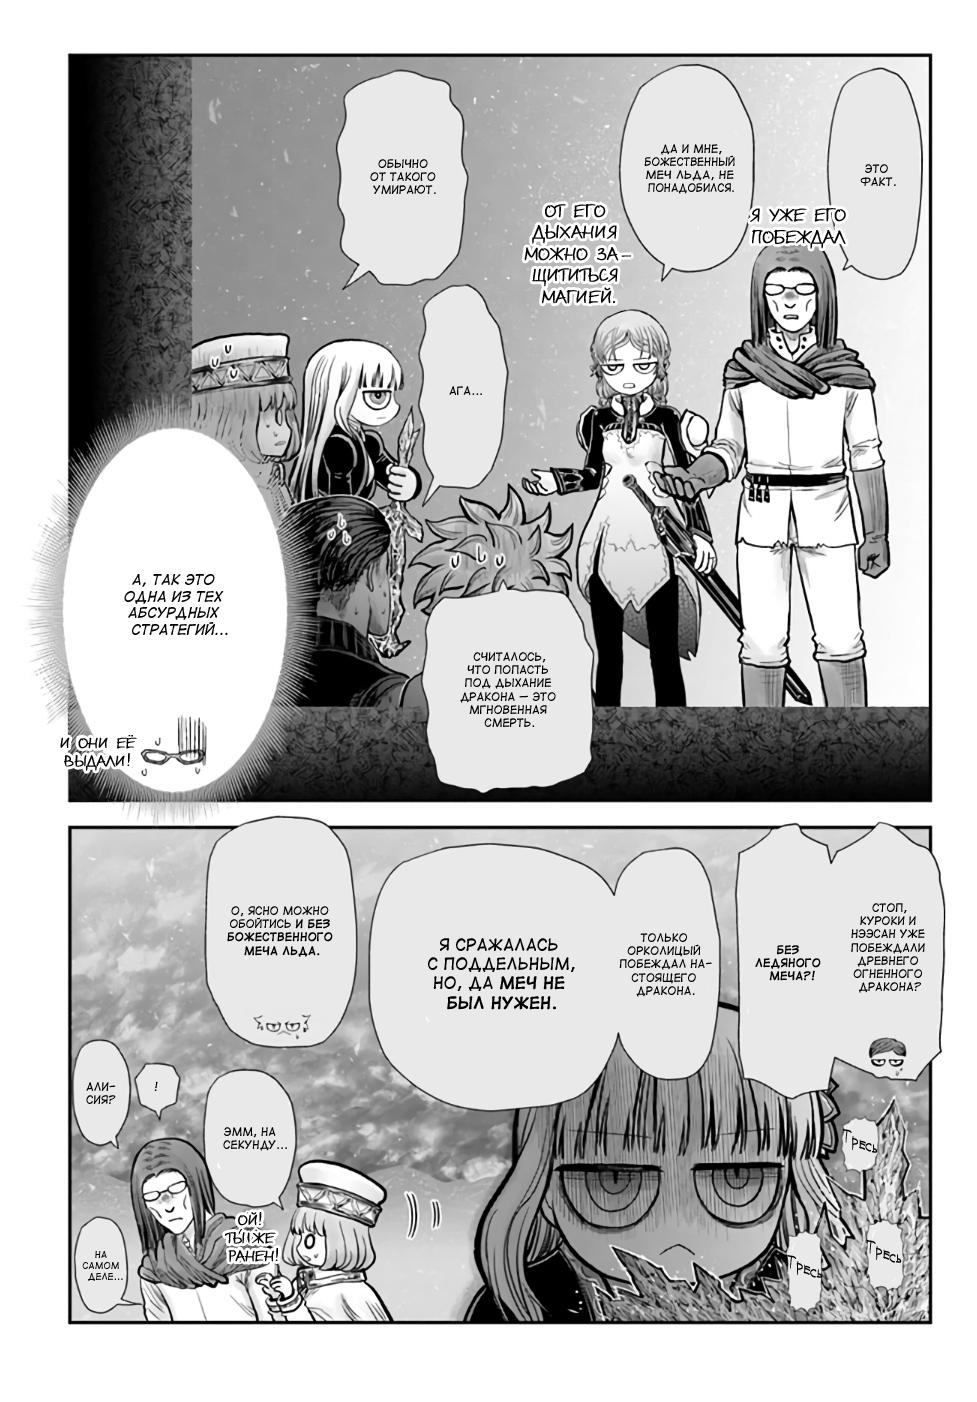 ЭТО
ФАКТ.
Я УЖЕ ЕГО
ПОБЕЖДАЛ
ДА И МНЕ,
БОЖЕСТВЕННЫЙ
МЕЧ ЛЬДА, НЕ
ПОНАДОБИЛСЯ.
ОТ ЕГО
ДЫХАНИЯ
МОЖНО ЗА-
ЩИТИТЬСЯ
МАГИЕЙ.
ОБЫЧНО
ОТ ТАКОГО
УМИРАЮТ.
АГА...
СЧИТАЛОСЬ,
ЧТО ПОПАСТЬ
ПОД ДЫХАНИЕ
ДРАКОНА – ЭТО
МГНОВЕННАЯ
СМЕРТЬ.
А, ТАК ЭТО
ОДНА ИЗ ТЕХ
АБСУРДНЫХ
СТРАТЕГИЙ...
И ОНИ ЕЁ
ВЫДАЛИ!
СТОП,
КУРОКИ И
НЭЭСАН УЖЕ
ПОБЕЖДАЛИ
ДРЕВНЕГО
ОГНЕННОГО
ДРАКОНА?
БЕЗ
ЛЕДЯНОГО
МЕЧА?!
ТОЛЬКО
ОРКОЛИЦЫЙ
ПОБЕЖДАЛ НА-
СТОЯЩЕГО
ДРАКОНА.
Я СРАЖАЛАСЬ
С ПОДДЕЛЬНЫМ,
НО, ДА МЕЧ НЕ
БЫЛ НУЖЕН.
О, ЯСНО МОЖНО
ОБОЙТИСЬ И БЕЗ
БОЖЕСТВЕННОГО
МЕЧА ЛЬДА.
ТРЕСЬ
ТРЕСЬ
ТРЕСЬ
ЭММ, НА
СЕКУНДУ...
!
АЛИ-
СИЯ?
ОЙ!
ТЫ ЖЕ
РАНЕН!
НА
САМОМ
ДЕЛЕ...